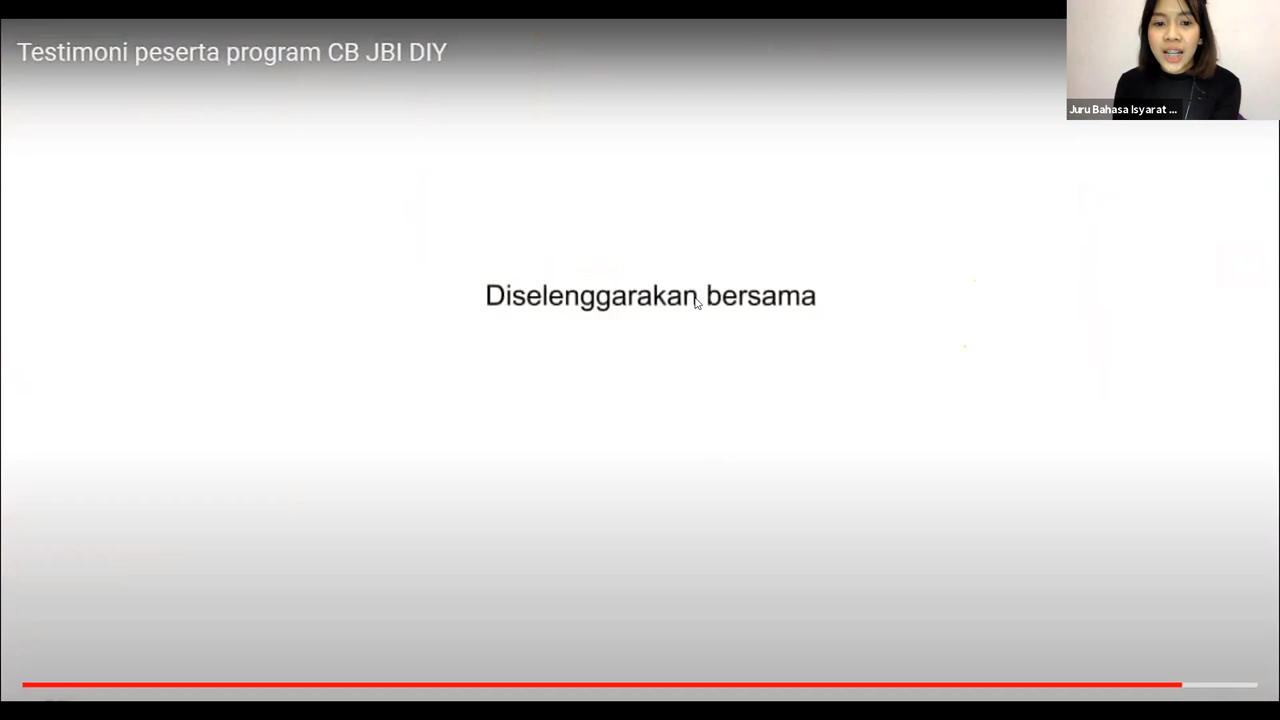 Testimoni peserta program CB JBI DIY
Juru Bahasa Isyarat ...
Diselenggarakan bersama